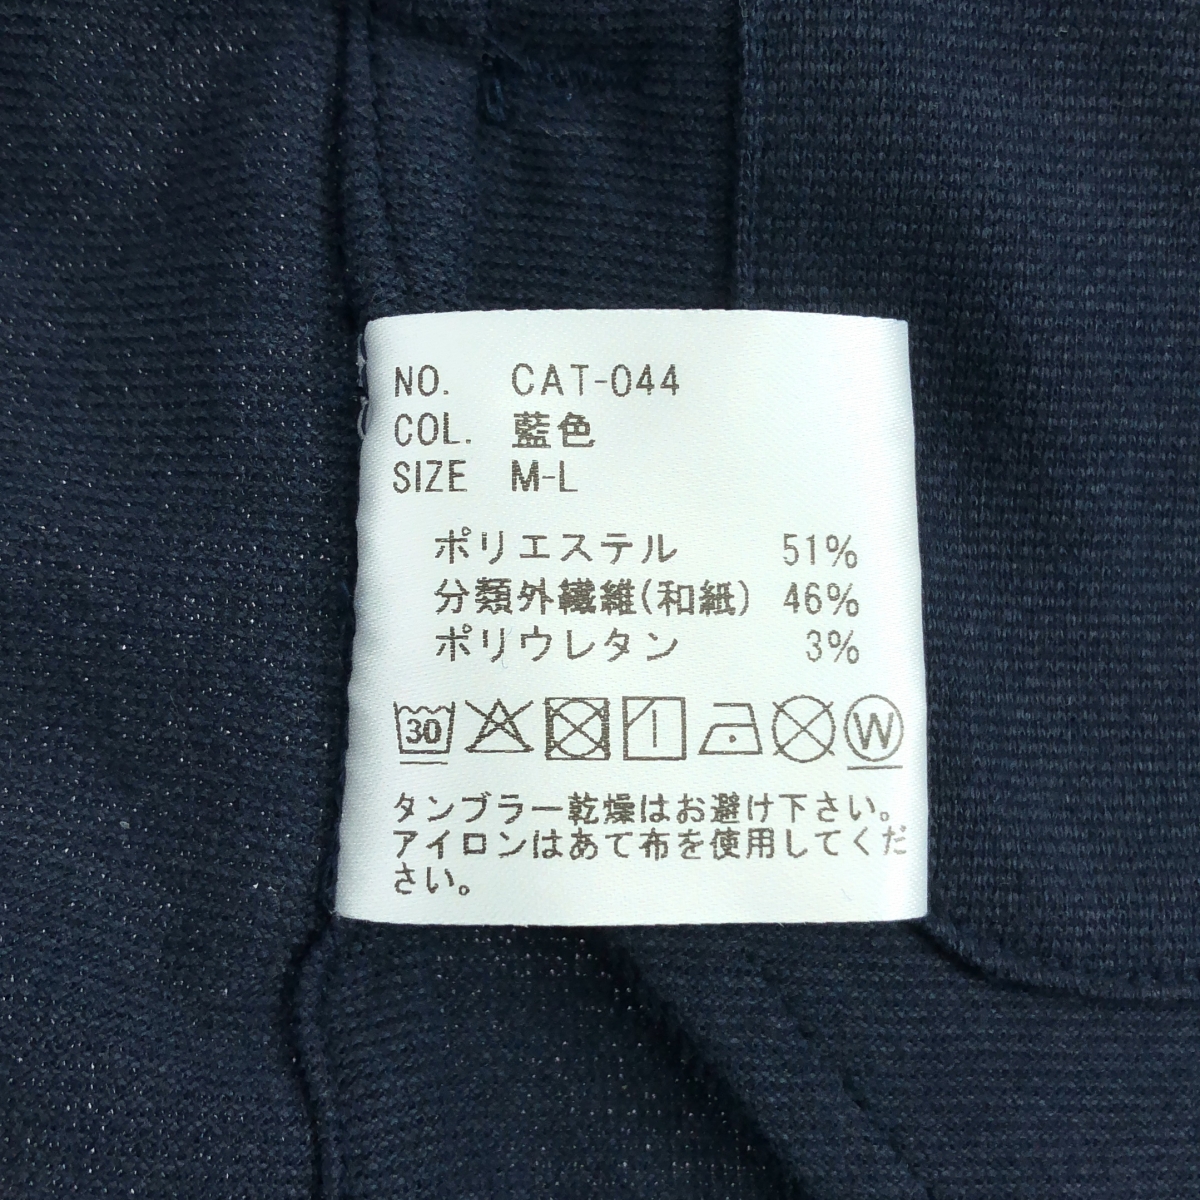 NO. CAT-044
COL. 藍色
SIZE M-L
ポリエステル 51%
分類外繊維(和紙) 46%
ポリウレタン 3%
30 W
タンブラー乾燥はお避け下さい。
アイロンはあて布を使用してくだ
さい。